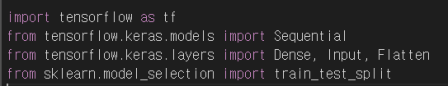 import tensorflow as tf
from tensorflow.keras.models import Sequential
from tensorflow.keras.layers import Dense, Input, Flatten
from sklearn.model_selection import train_test_split